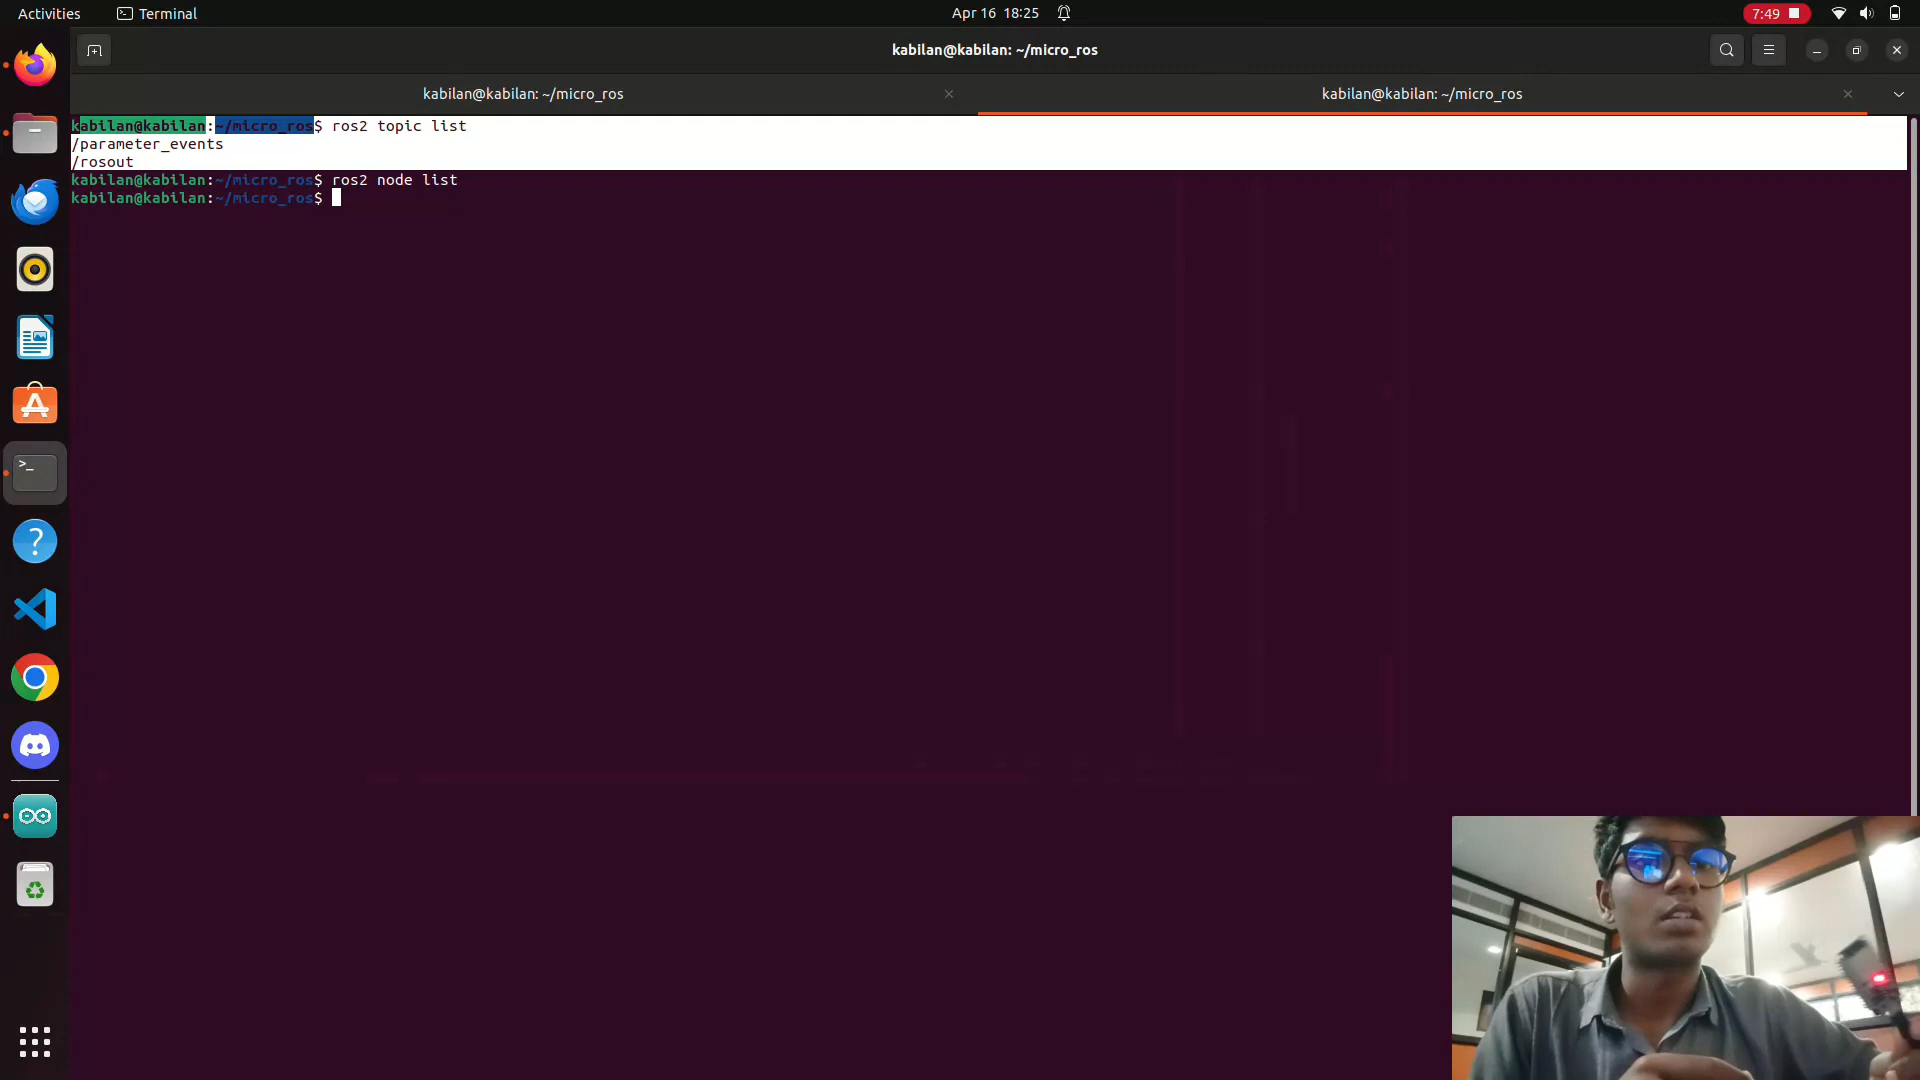 Activities
Terminal
Apr 16 18:25
7:49
kabilan@kabilan: ~/micro_ros
kabilan@kabilan: ~/micro_ros
kabilan@kabilan: ~/micro_ros
kabilan@kabilan:~/micro_ros$ ros2 topic list
/parameter_events
/rosout
kabilan@kabilan:~/micro_ros$ ros2 node list
kabilan@kabilan:~/micro_ros$